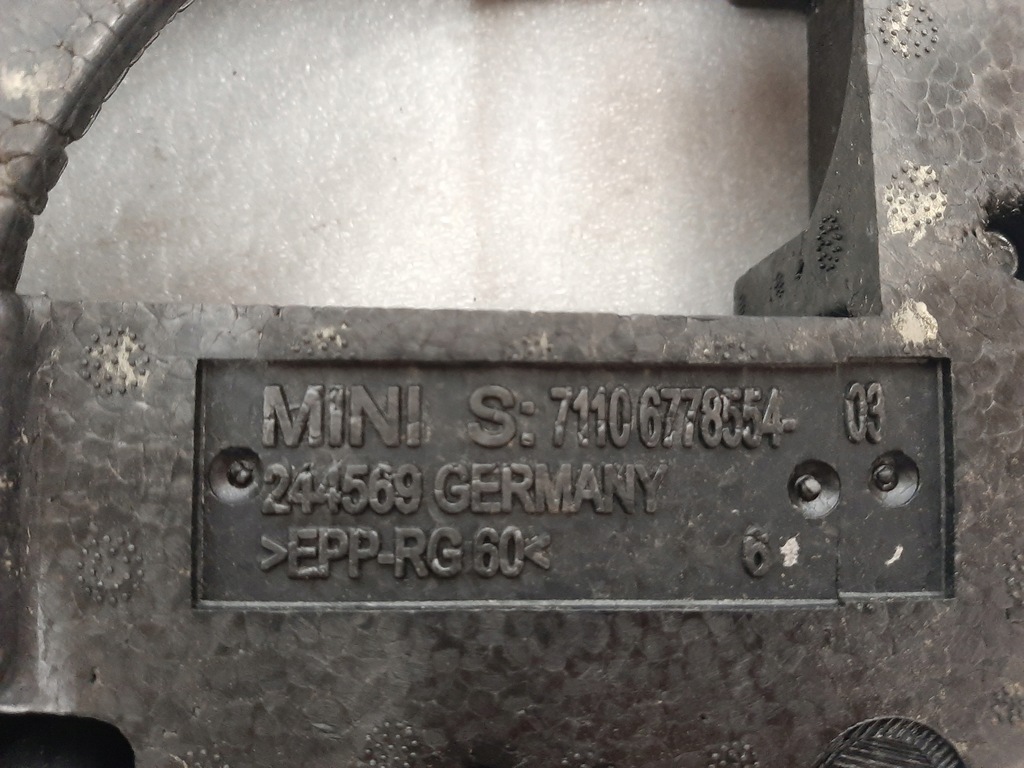 MINI S: 7110 6778554- 03
244569 GERMANY
>EPP-RG 60< 6